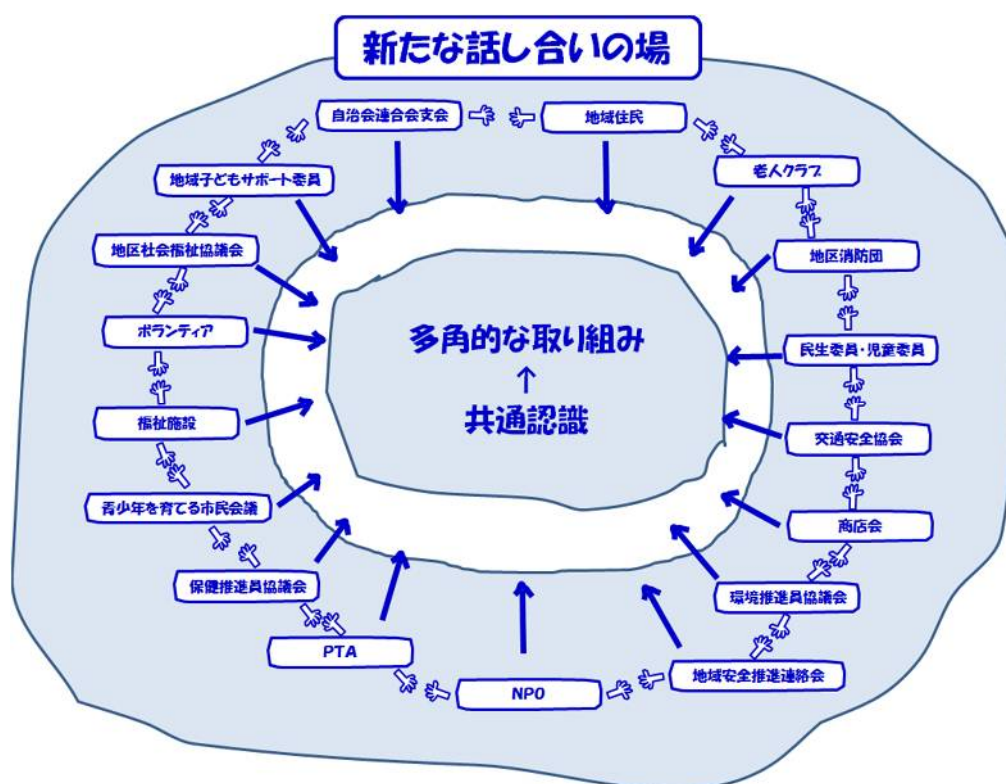 新たな話し合いの場
自治会連合会支会
地域住民
地域子どもサポート委員
老人クラブ
地区社会福祉協議会
地区消防団
ボランティア
民生委員・児童委員
多角的な取り組み
↑
共通認識
福祉施設
交通安全協会
青少年を育てる市民会議
商店会
保健推進員協議会
環境推進員協議会
PTA
地域安全推進連絡会
NPO